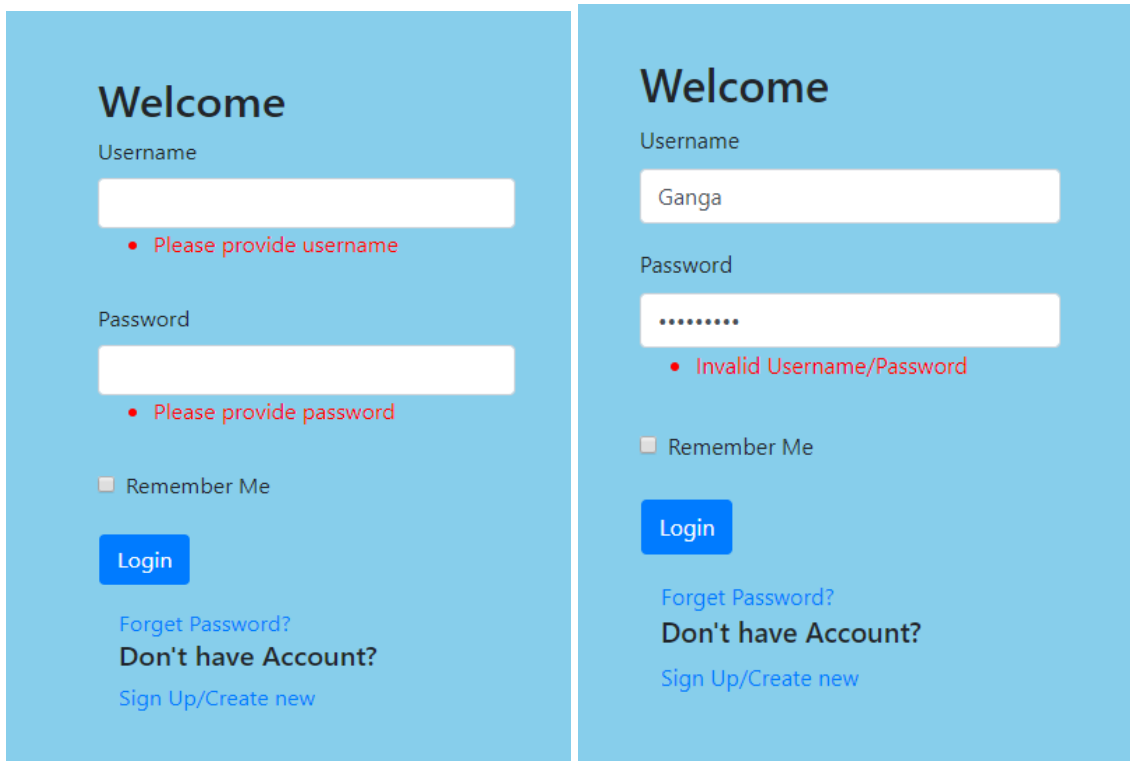 Welcome
Username
• Please provide username
Password
• Please provide password
Remember Me
Login
Forget Password?
Don't have Account?
Sign Up/Create new
Welcome
Username
Ganga
Password
•••••••••
• Invalid Username/Password
Remember Me
Login
Forget Password?
Don't have Account?
Sign Up/Create new